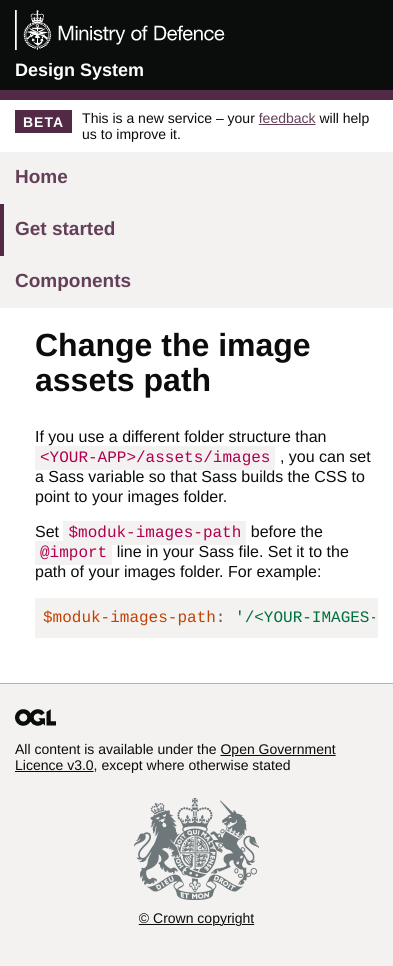 Ministry of Defence
Design System
BETA
This is a new service – your feedback will help
us to improve it.
Home
Get started
Components
Change the image
assets path
If you use a different folder structure than
<YOUR-APP>/assets/images , you can set
a Sass variable so that Sass builds the CSS to
point to your images folder.
Set $moduk-images-path before the
@import line in your Sass file. Set it to the
path of your images folder. For example:
$moduk-images-path: '/<YOUR-IMAGES-
OGL
All content is available under the Open Government
Licence v3.0, except where otherwise stated
DIEU ET MON DROIT
© Crown copyright